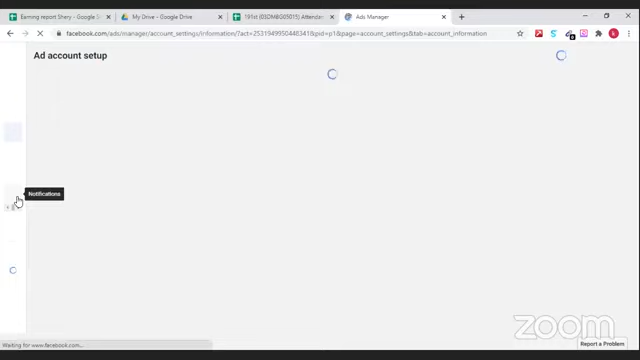 Earning report Shery - Google S
My Drive - Google Drive
191st (03DM&G05015) Attendan
Ads Manager
facebook.com/ads/manager/account_settings/information/?act=2531949950448341&pid=p1&page=account_settings&tab=account_information
Ad account setup
Notifications
zoom
Waiting for www.facebook.com...
Report a Problem